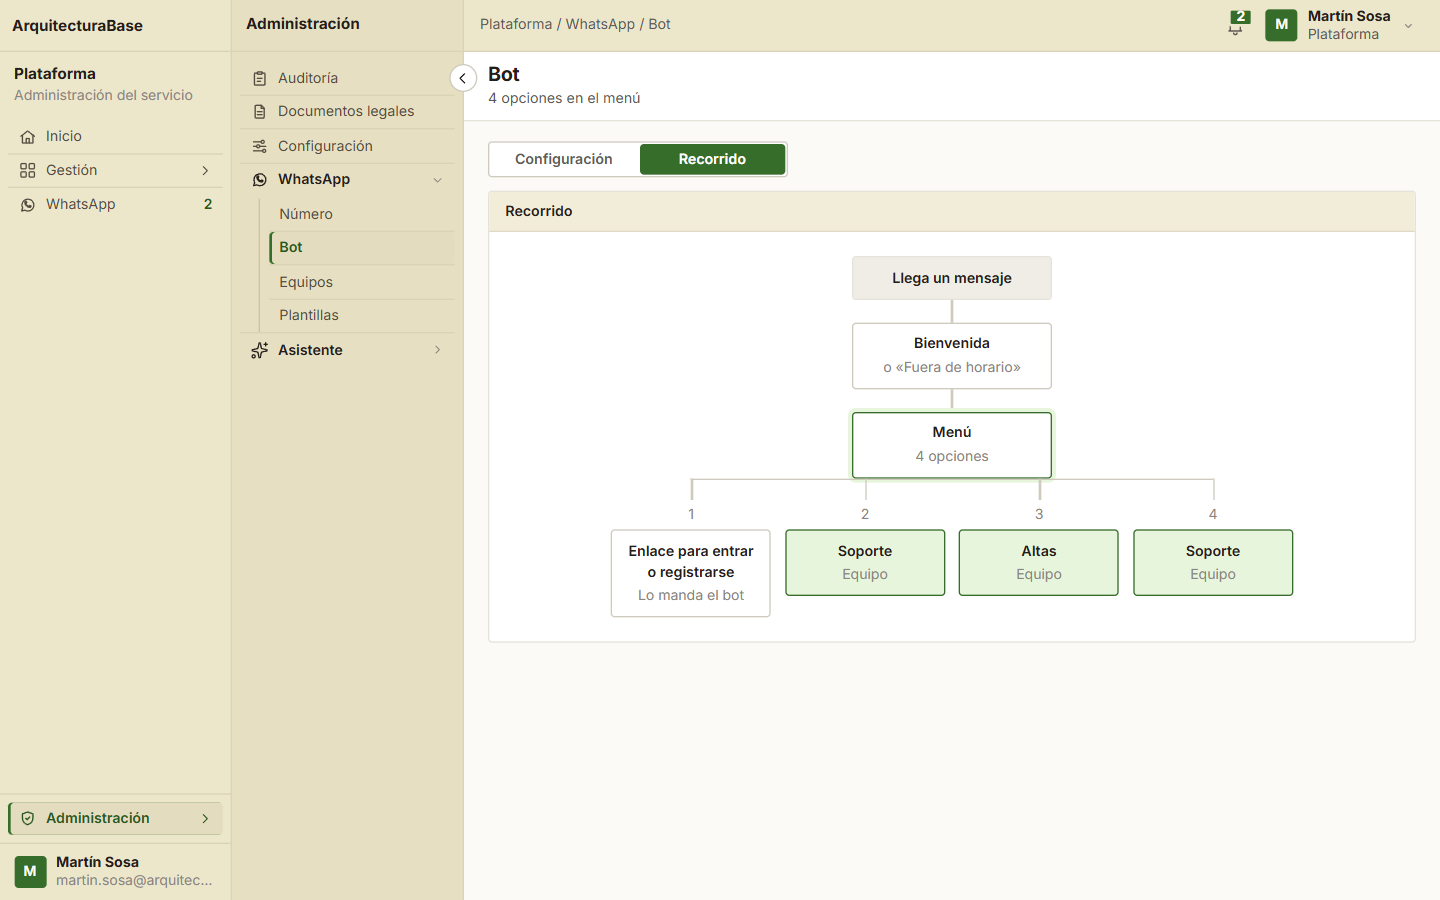 ArquitecturaBase
Plataforma
Administración del servicio
Inicio
Gestión
WhatsApp 2
Administración
M Martín Sosa
martin.sosa@arquitec...
Administración
Auditoría
Documentos legales
Configuración
WhatsApp
Número
Bot
Equipos
Plantillas
Asistente
Plataforma / WhatsApp / Bot
2
M Martín Sosa
Plataforma
Bot
4 opciones en el menú
Configuración Recorrido
Recorrido
Llega un mensaje
Bienvenida
o «Fuera de horario»
Menú
4 opciones
1 2 3 4
Enlace para entrar
o registrarse
Lo manda el bot
Soporte
Equipo
Altas
Equipo
Soporte
Equipo